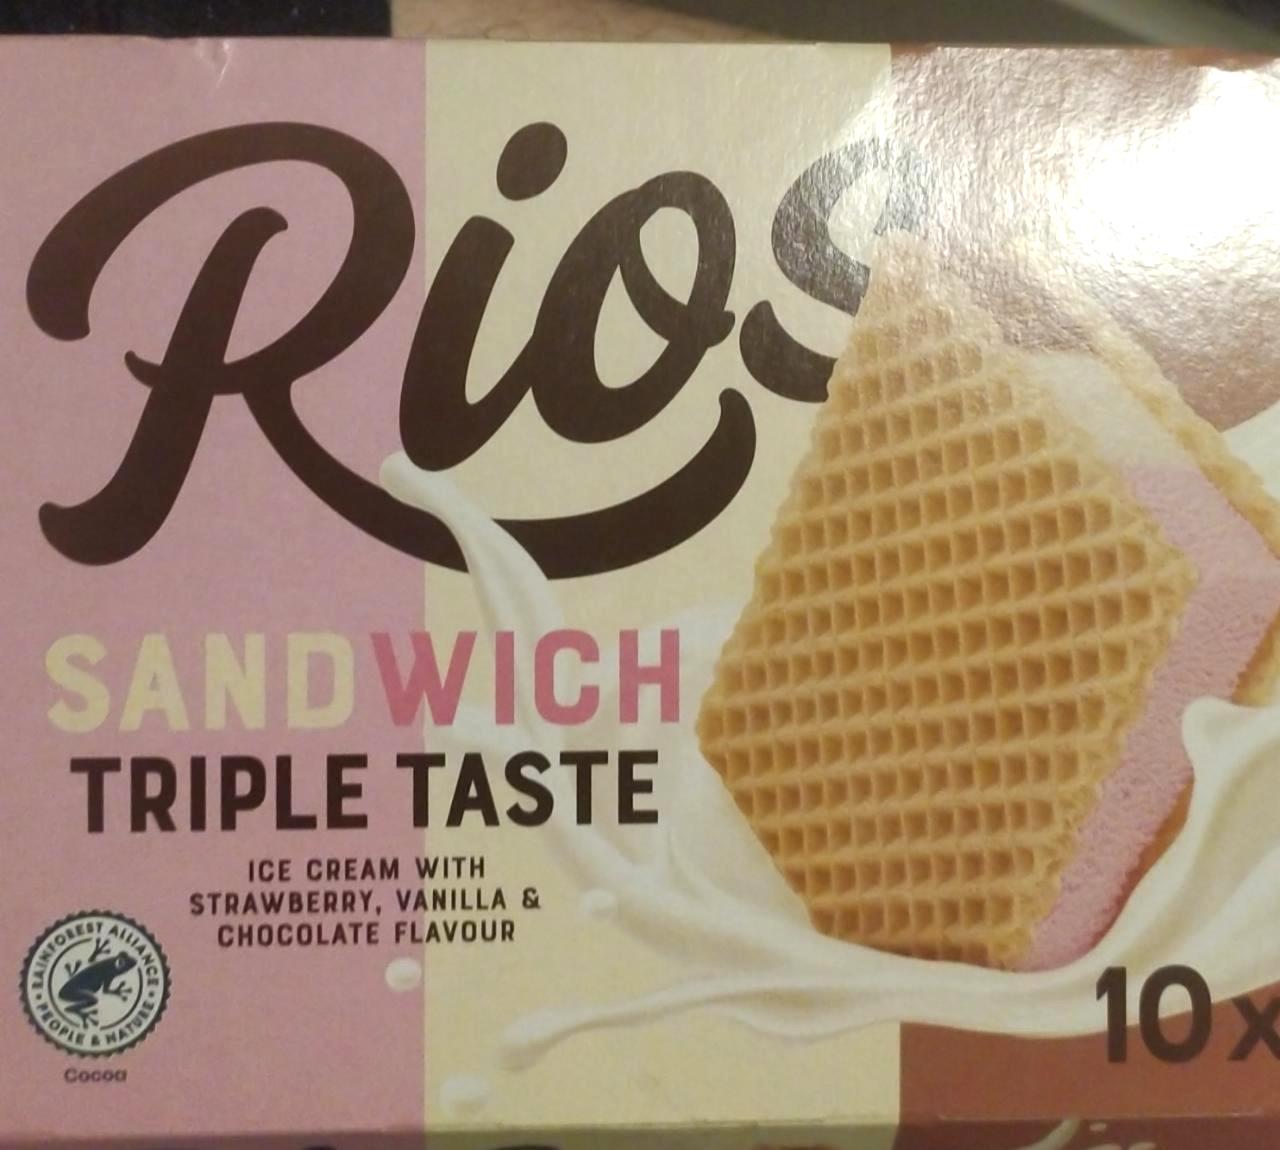 Rios
SANDWICH
TRIPLE TASTE
ICE CREAM WITH
STRAWBERRY, VANILLA &
CHOCOLATE FLAVOUR
RAINFOREST ALLIANCE
PEOPLE & NATURE
Cocoa
10x